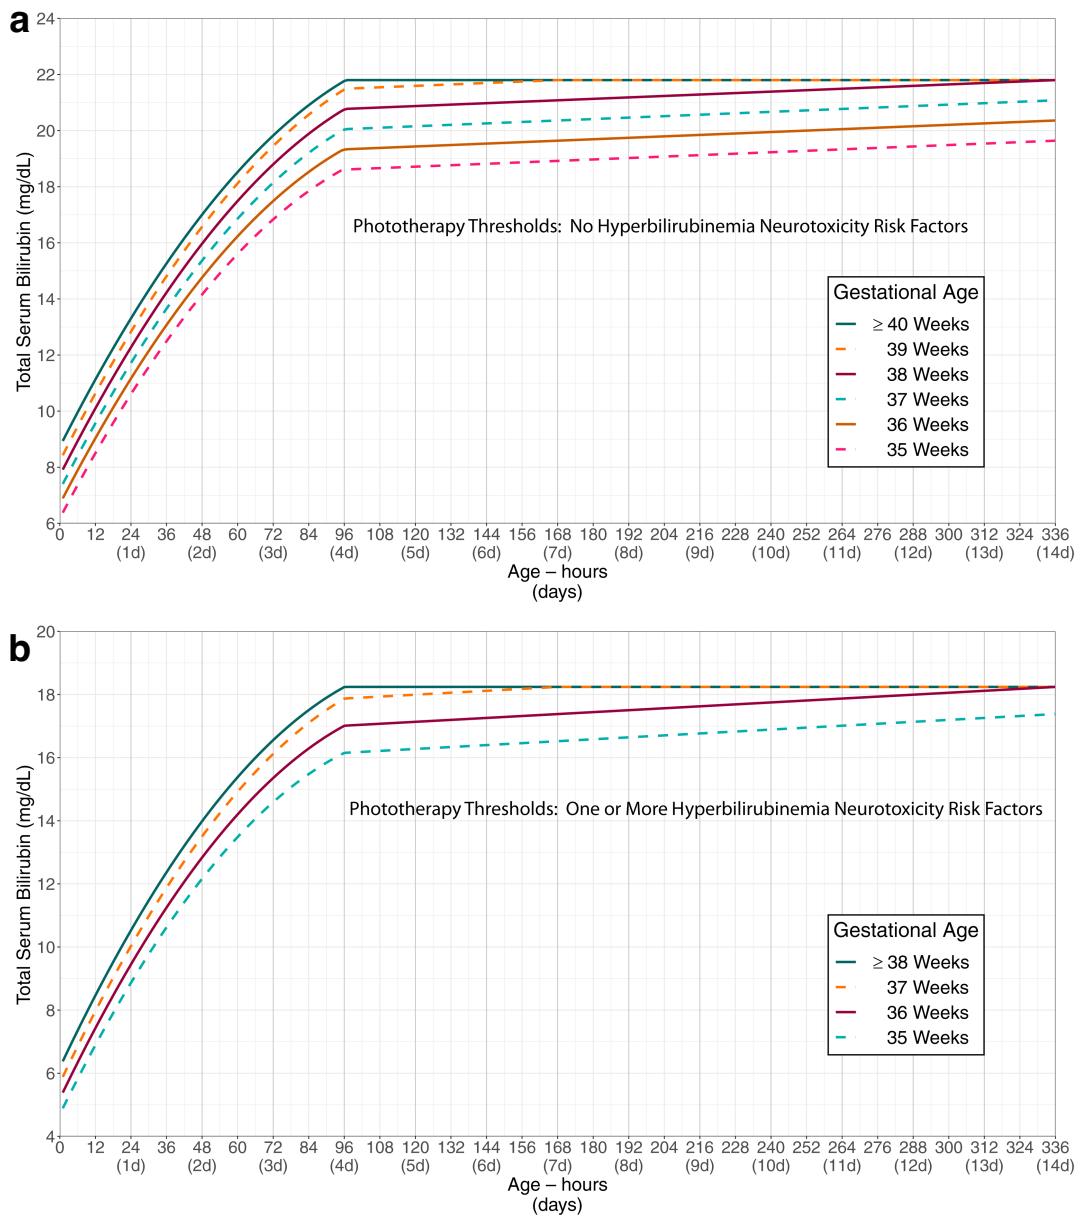 a
24
22
20
18
16
14
12
10
8
6
Total Serum Bilirubin (mg/dL)
Phototherapy Thresholds: No Hyperbilirubinemia Neurotoxicity Risk Factors
Gestational Age
≥ 40 Weeks
39 Weeks
38 Weeks
37 Weeks
36 Weeks
35 Weeks
0 12 24 36 48 60 72 84 96 108 120 132 144 156 168 180 192 204 216 228 240 252 264 276 288 300 312 324 336
(1d) (2d) (3d) (4d) (5d) (6d) (7d) (8d) (9d) (10d) (11d) (12d) (13d) (14d)
Age – hours
(days)
b
20
18
16
14
12
10
8
6
4
Total Serum Bilirubin (mg/dL)
Phototherapy Thresholds: One or More Hyperbilirubinemia Neurotoxicity Risk Factors
Gestational Age
≥ 38 Weeks
37 Weeks
36 Weeks
35 Weeks
0 12 24 36 48 60 72 84 96 108 120 132 144 156 168 180 192 204 216 228 240 252 264 276 288 300 312 324 336
(1d) (2d) (3d) (4d) (5d) (6d) (7d) (8d) (9d) (10d) (11d) (12d) (13d) (14d)
Age – hours
(days)